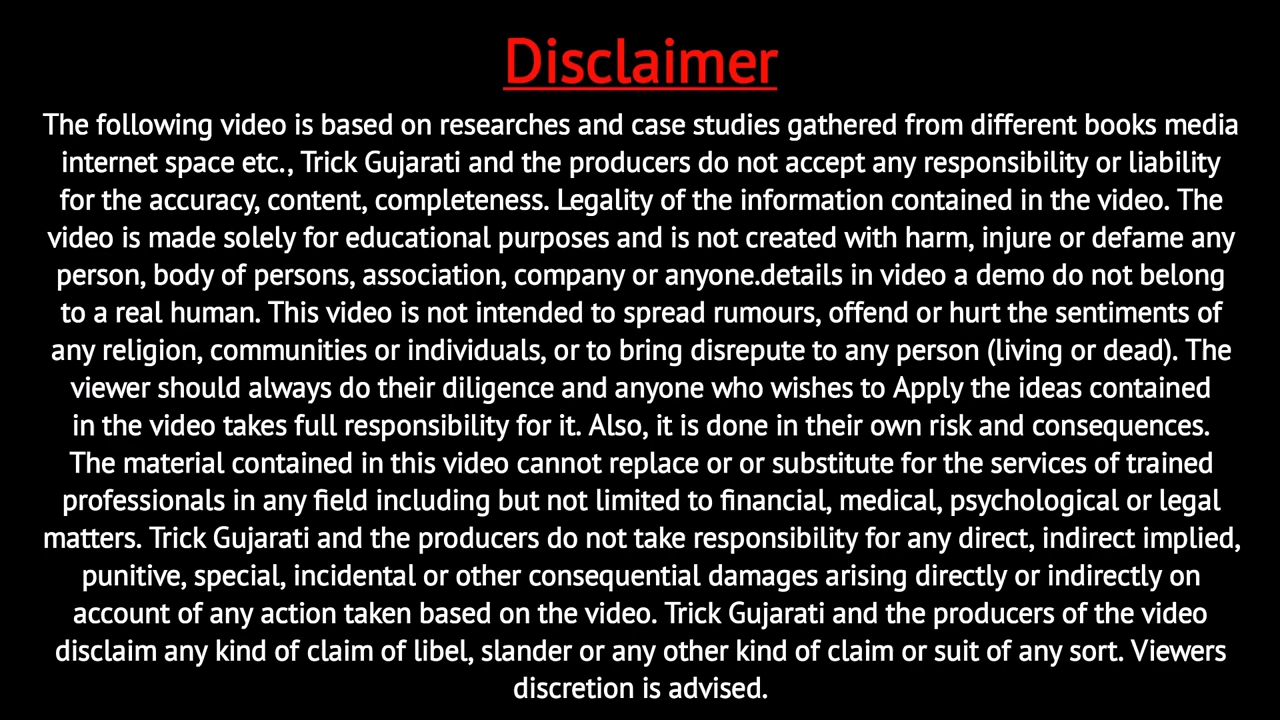 Disclaimer
The following video is based on researches and case studies gathered from different books media
internet space etc., Trick Gujarati and the producers do not accept any responsibility or liability
for the accuracy, content, completeness. Legality of the information contained in the video. The
video is made solely for educational purposes and is not created with harm, injure or defame any
person, body of persons, association, company or anyone.details in video a demo do not belong
to a real human. This video is not intended to spread rumours, offend or hurt the sentiments of
any religion, communities or individuals, or to bring disrepute to any person (living or dead). The
viewer should always do their diligence and anyone who wishes to Apply the ideas contained
in the video takes full responsibility for it. Also, it is done in their own risk and consequences.
The material contained in this video cannot replace or or substitute for the services of trained
professionals in any field including but not limited to financial, medical, psychological or legal
matters. Trick Gujarati and the producers do not take responsibility for any direct, indirect implied,
punitive, special, incidental or other consequential damages arising directly or indirectly on
account of any action taken based on the video. Trick Gujarati and the producers of the video
disclaim any kind of claim of libel, slander or any other kind of claim or suit of any sort. Viewers
discretion is advised.